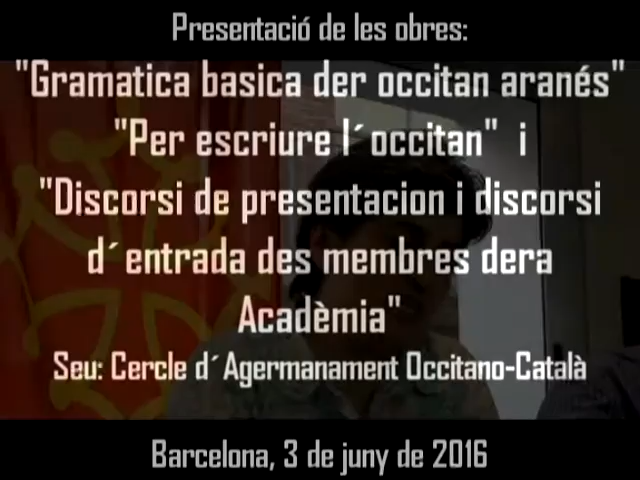 Presentació de les obres:
"Gramatica basica der occitan aranés"
"Per escriure l´occitan" i
"Discorsi de presentacion i discorsi
d´entrada des membres dera
Acadèmia"
Seu: Cercle d´Agermanament Occitano-Català
Barcelona, 3 de juny de 2016